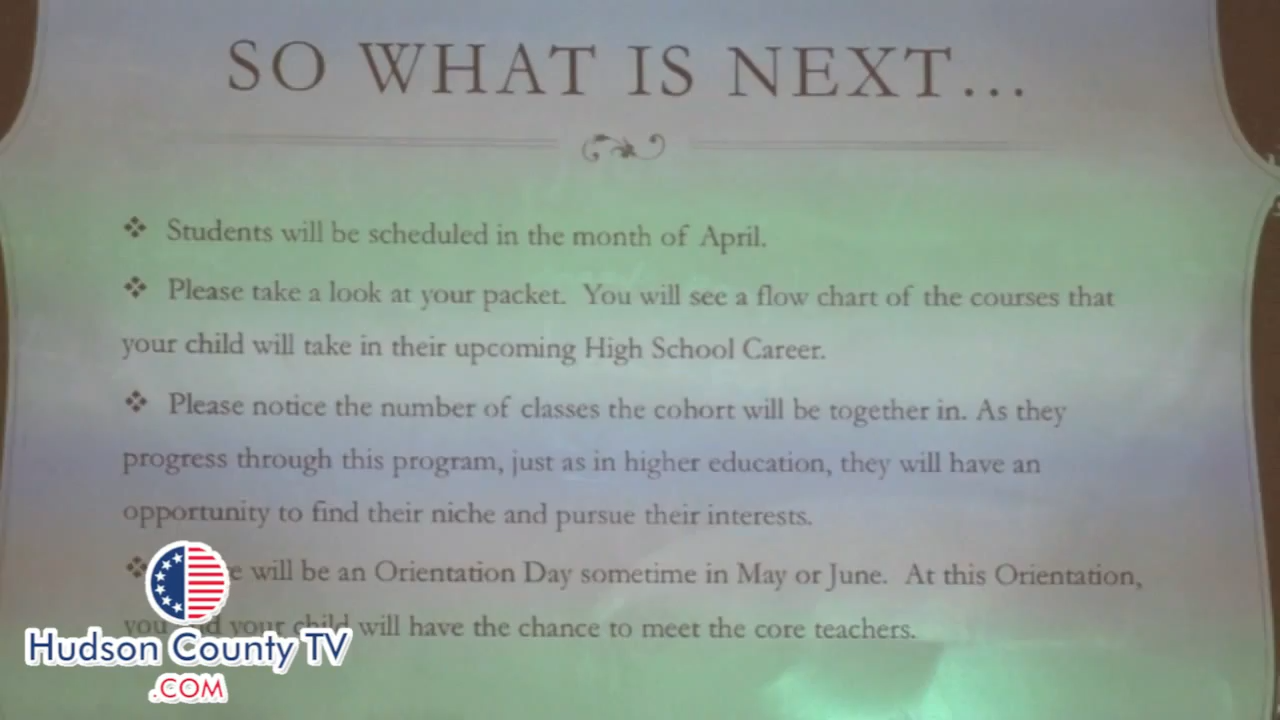 SO WHAT IS NEXT...
❖ Students will be scheduled in the month of April.
❖ Please take a look at your packet. You will see a flow chart of the courses that
your child will take in their upcoming High School Career.
❖ Please notice the number of classes the cohort will be together in. As they
progress through this program, just as in higher education, they will have an
opportunity to find their niche and pursue their interests.
❖ will be an Orientation Day sometime in May or June. At this Orientation,
you and your child will have the chance to meet the core teachers.
Hudson County TV
.COM